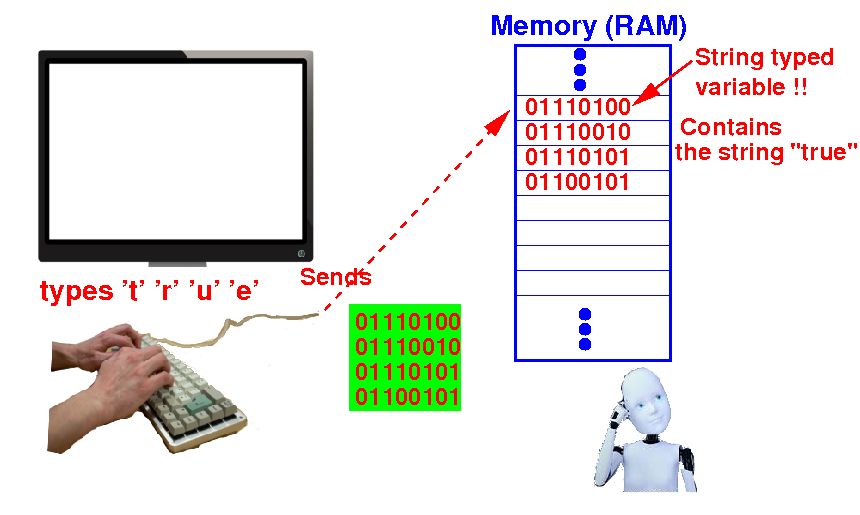 Memory (RAM)
String typed
variable !!
01110100
01110010
01110101
01100101
Contains
the string "true"
Sends
types ’t’ ’r’ ’u’ ’e’
01110100
01110010
01110101
01100101